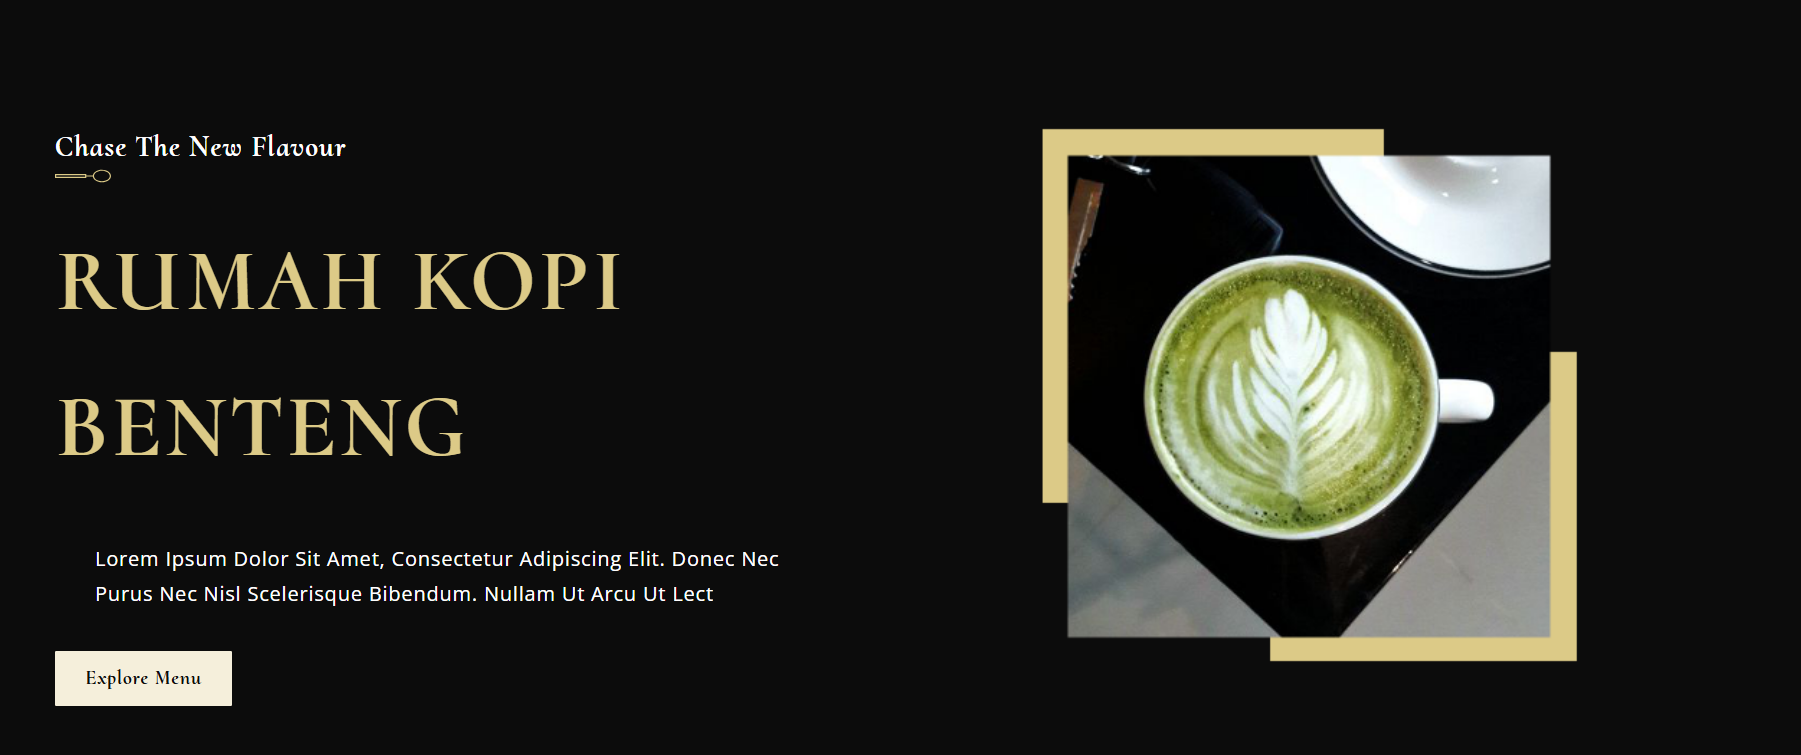 Chase The New Flavour
RUMAH KOPI
BENTENG
Lorem Ipsum Dolor Sit Amet, Consectetur Adipiscing Elit. Donec Nec
Purus Nec Nisl Scelerisque Bibendum. Nullam Ut Arcu Ut Lect
Explore Menu